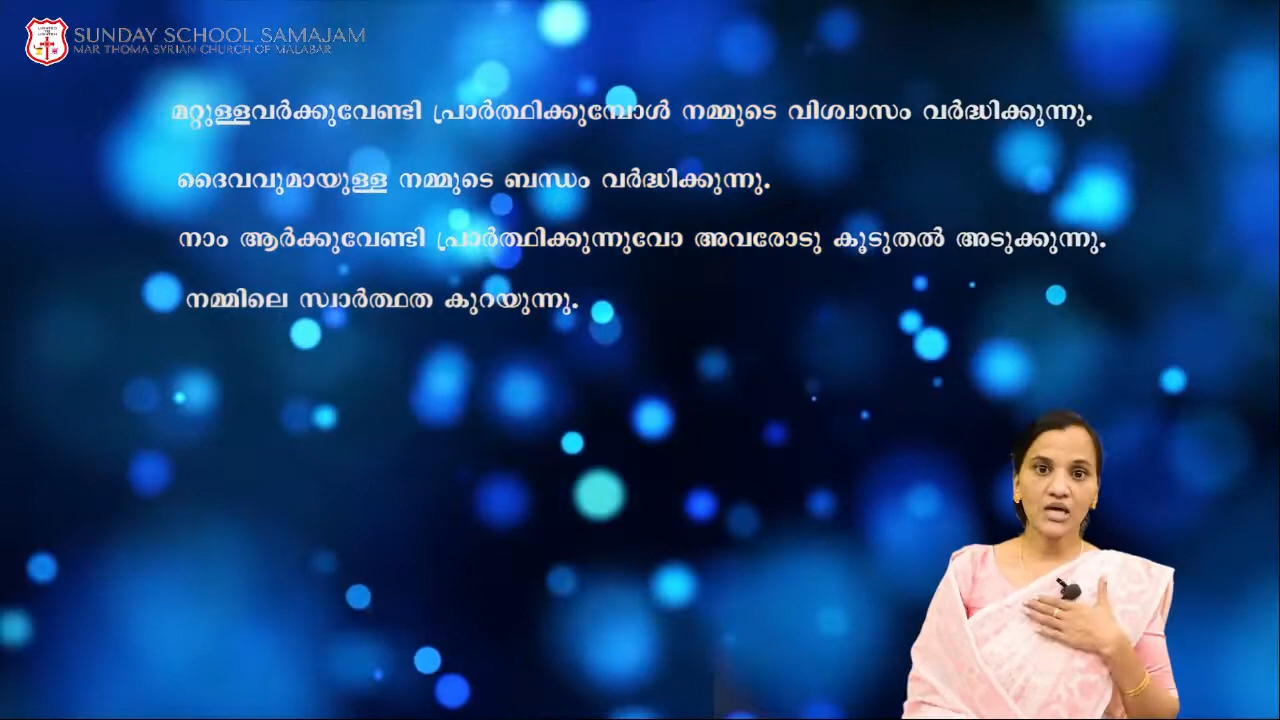 SUNDAY SCHOOL SAMAJAM
MAR THOMA SYRIAN CHURCH OF MALABAR
മറ്റുള്ളവർക്കുവേണ്ടി പ്രാർത്ഥിക്കുമ്പോൾ നമ്മുടെ വിശ്വാസം വർദ്ധിക്കുന്നു.
ദൈവവുമായുള്ള നമ്മുടെ ബന്ധം വർദ്ധിക്കുന്നു.
നാം ആർക്കുവേണ്ടി പ്രാർത്ഥിക്കുന്നുവോ അവരോടു കൂടുതൽ അടുക്കുന്നു.
നമ്മിലെ സ്വാർത്ഥത കുറയുന്നു.